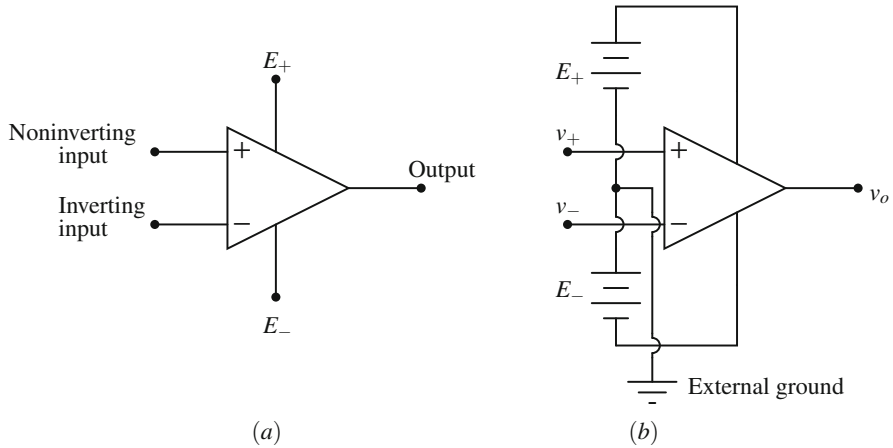 E₊
Noninverting
input
+
Output
Inverting
input
−
E₋
(a)
E₊
v₊
+
v₋
−
vₒ
E₋
External ground
(b)